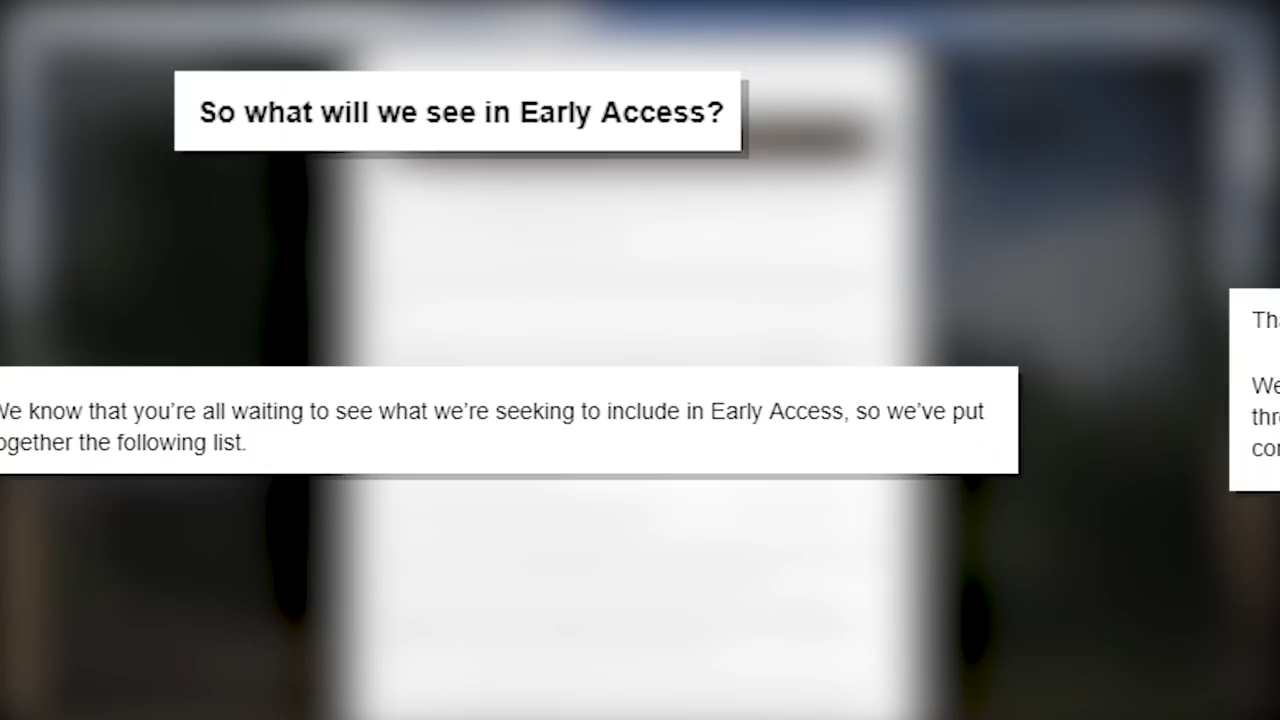 So what will we see in Early Access?
We know that you're all waiting to see what we're seeking to include in Early Access, so we've put
together the following list.